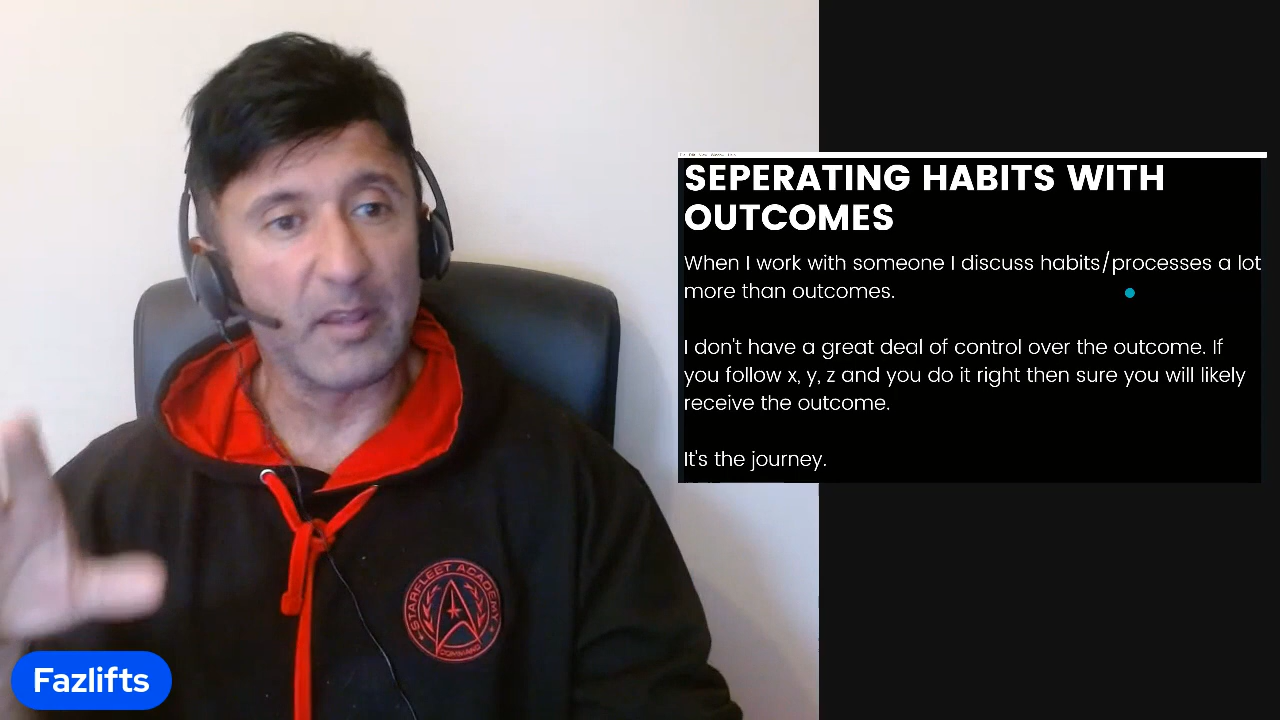 SEPERATING HABITS WITH
OUTCOMES
When I work with someone I discuss habits/processes a lot
more than outcomes.
I don't have a great deal of control over the outcome. If
you follow x, y, z and you do it right then sure you will likely
receive the outcome.
It's the journey.
STARFLEET ACADEMY
COMMAND
Fazlifts